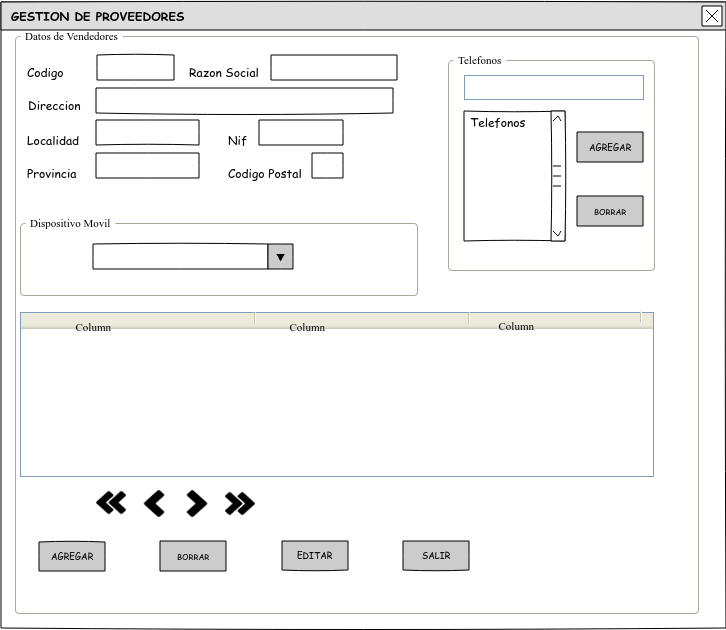 GESTION DE PROVEEDORES
Datos de Vendedores
Codigo
Razon Social
Direccion
Localidad
Nif
Provincia
Codigo Postal
Telefonos
Telefonos
AGREGAR
BORRAR
Dispositivo Movil
Column Column Column
AGREGAR BORRAR EDITAR SALIR